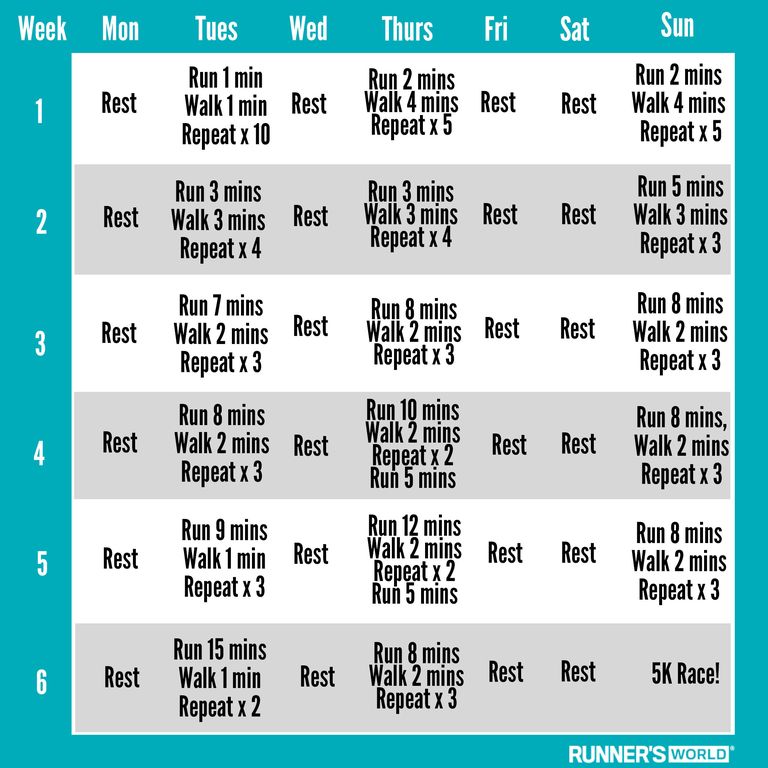 Week Mon Tues Wed Thurs Fri Sat Sun
1
Rest
Run 1 min
Walk 1 min
Repeat x 10
Rest
Run 2 mins
Walk 4 mins
Repeat x 5
Rest
Rest
Run 2 mins
Walk 4 mins
Repeat x 5
2
Rest
Run 3 mins
Walk 3 mins
Repeat x 4
Rest
Run 3 mins
Walk 3 mins
Repeat x 4
Rest
Rest
Run 5 mins
Walk 3 mins
Repeat x 3
3
Rest
Run 7 mins
Walk 2 mins
Repeat x 3
Rest
Run 8 mins
Walk 2 mins
Repeat x 3
Rest
Rest
Run 8 mins
Walk 2 mins
Repeat x 3
4
Rest
Run 8 mins
Walk 2 mins
Repeat x 3
Rest
Run 10 mins
Walk 2 mins
Repeat x 2
Run 5 mins
Rest
Rest
Run 8 mins,
Walk 2 mins
Repeat x 3
5
Rest
Run 9 mins
Walk 1 min
Repeat x 3
Rest
Run 12 mins
Walk 2 mins
Repeat x 2
Run 5 mins
Rest
Rest
Run 8 mins
Walk 2 mins
Repeat x 3
6
Rest
Run 15 mins
Walk 1 min
Repeat x 2
Rest
Run 8 mins
Walk 2 mins
Repeat x 3
Rest
Rest
5K Race!
RUNNER'S WORLD®